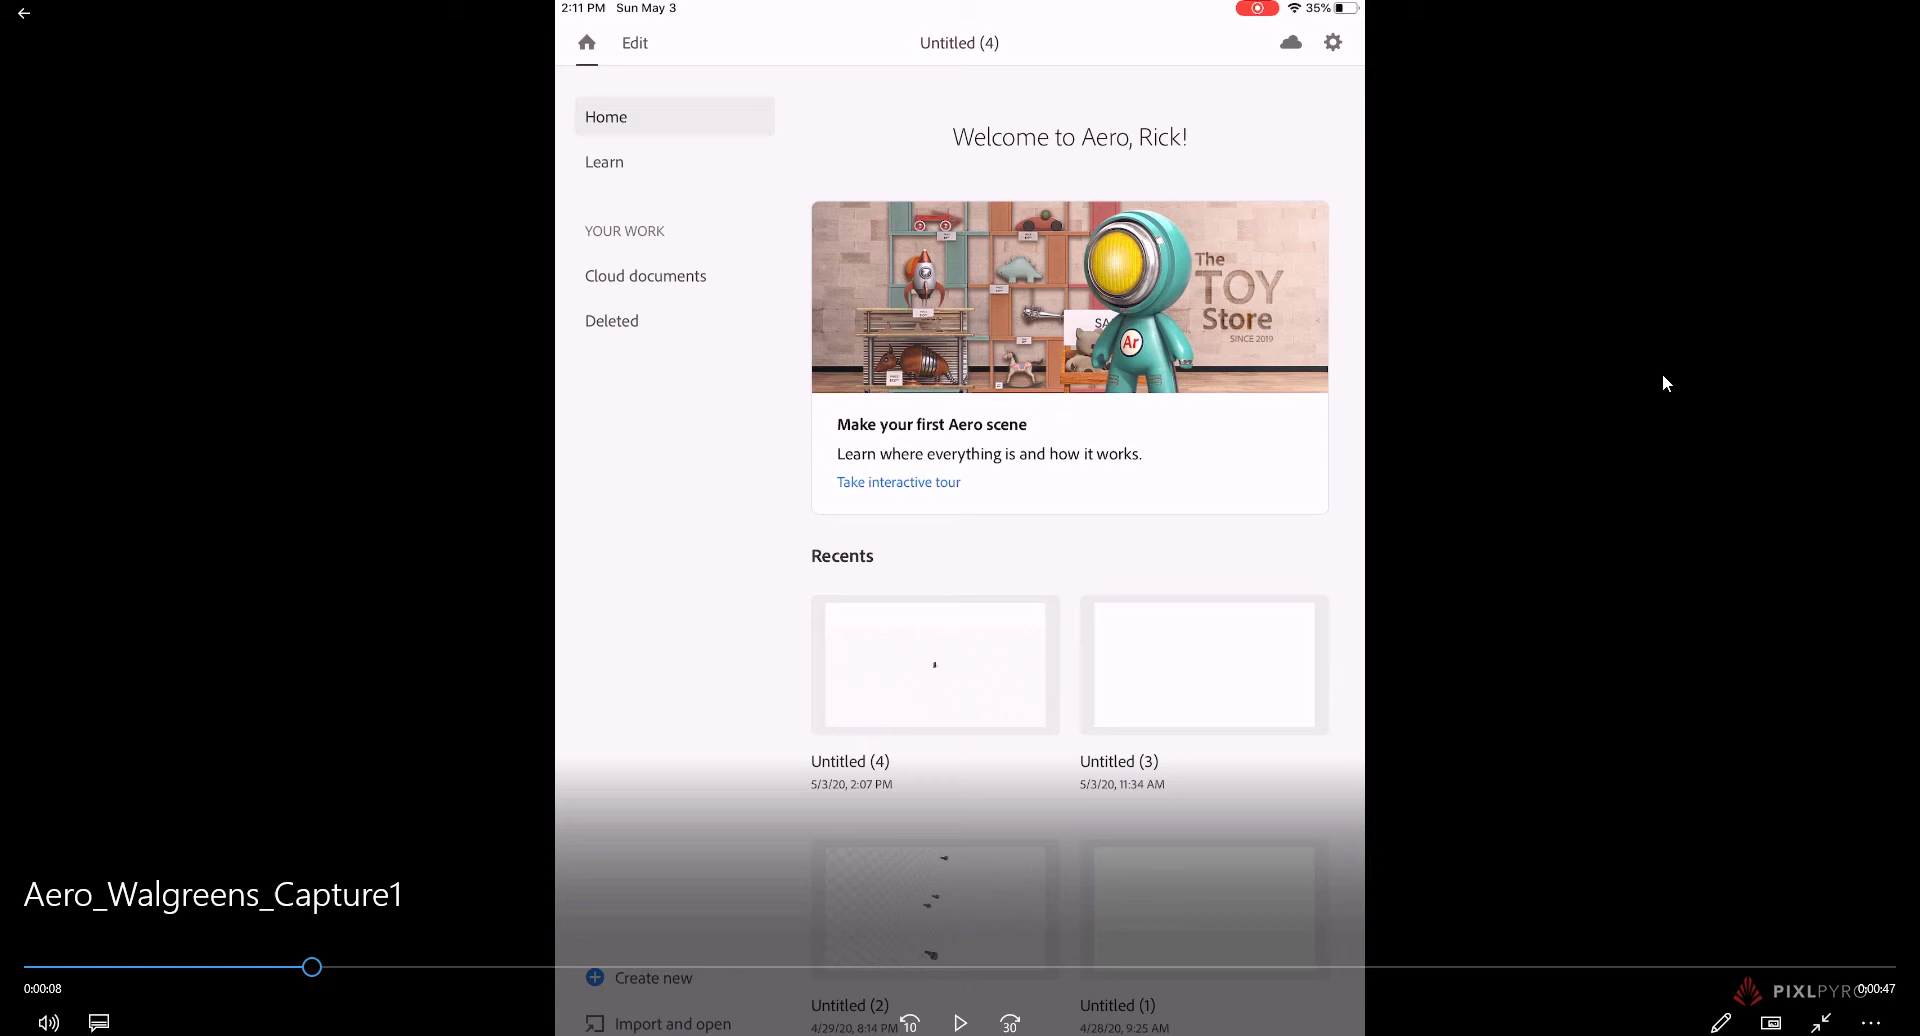 2:11 PM Sun May 3
35%
Edit
Untitled (4)
Home
Learn
YOUR WORK
Cloud documents
Deleted
Welcome to Aero, Rick!
The
TOY
Store
SINCE 2019
SA
Ar
Make your first Aero scene
Learn where everything is and how it works.
Take interactive tour
Recents
Untitled (4)
5/3/20, 2:07 PM
Untitled (3)
5/3/20, 11:34 AM
Aero_Walgreens_Capture1
Create new
Import and open
Untitled (2)
4/29/20, 8:14 PM
Untitled (1)
4/28/20, 9:25 AM
0:00:08
PIXLPYRO
0:00:47
10
30